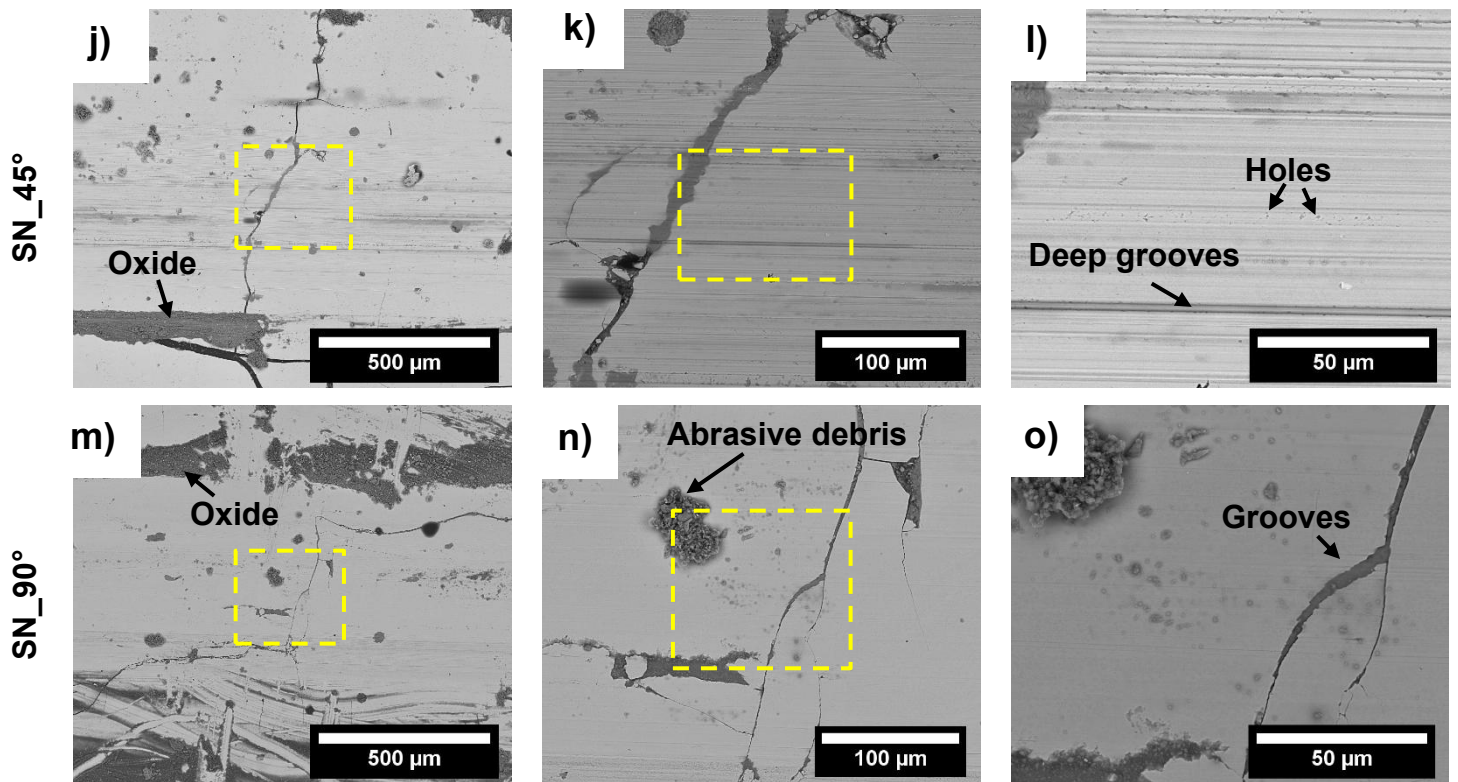 SN_45°
j)
Oxide
500 µm
k)
100 µm
l)
Holes
Deep grooves
50 µm
SN_90°
m)
Oxide
500 µm
n)
Abrasive debris
100 µm
o)
Grooves
50 µm